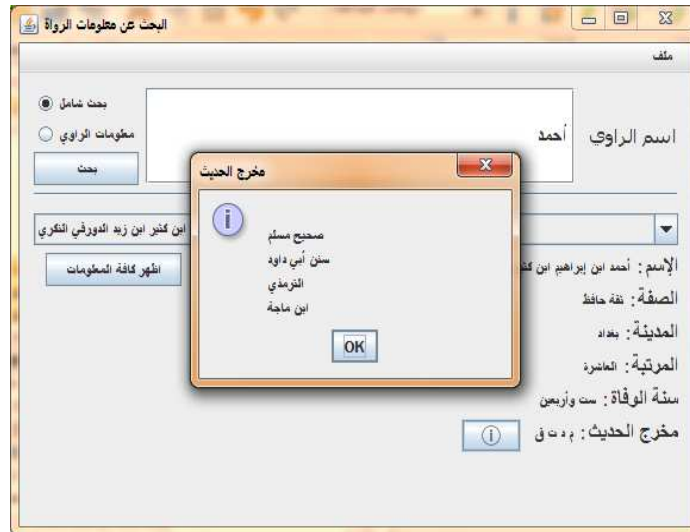 البحث عن معلومات الرواة
ملف
اسم الراوي
أحمد
بحث شامل
معلومات الراوي
بحث
مخرج الحديث
صحيح مسلم
سنن أبي داود
الترمذي
ابن ماجة
OK
ابن كثير ابن زيد الدورقي النكري
اظهر كافة المعلومات
الإسم : أحمد ابن إبراهيم ابن
الصفة : ثقة حافظ
المدينة : بغداد
المرتبة : العاشرة
سنة الوفاة : ست وأربعين
مخرج الحديث : م د ت ق